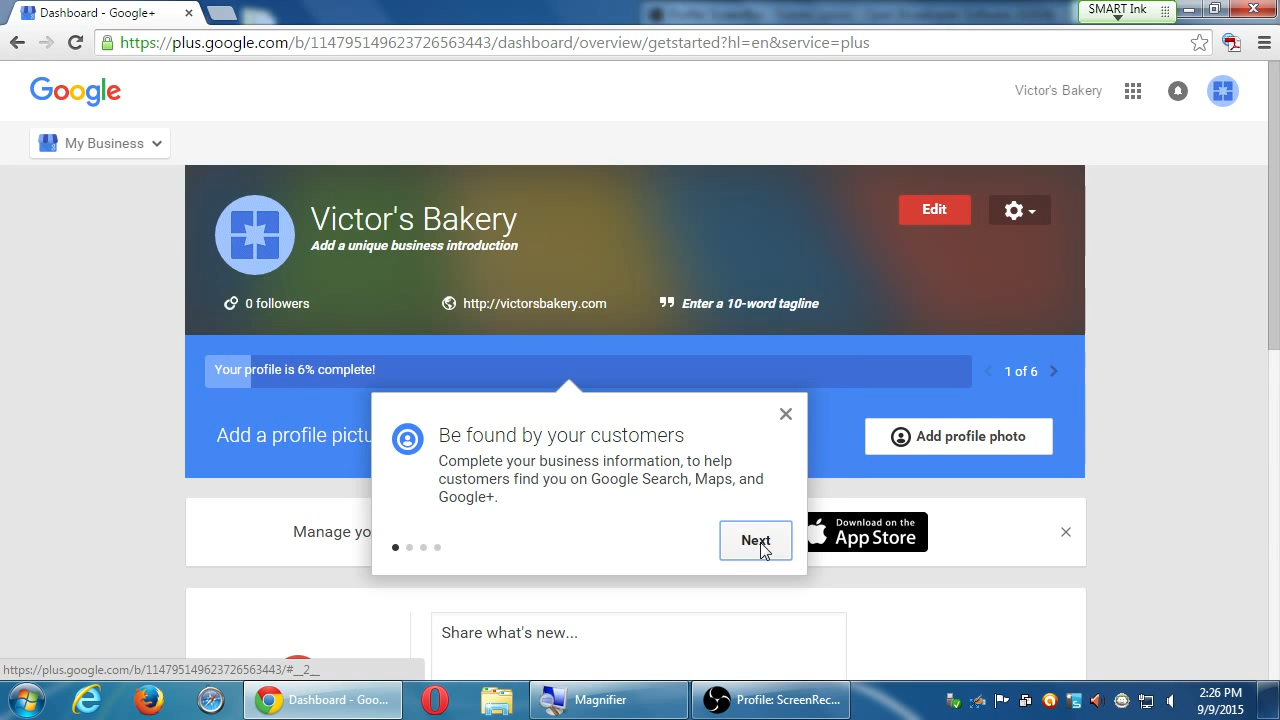 Dashboard - Google+
SMART Ink
https://plus.google.com/b/114795149623726563443/dashboard/overview/getstarted?hl=en&service=plus
Google
Victor's Bakery
My Business
Victor's Bakery
Add a unique business introduction
Edit
0 followers
http://victorsbakery.com
Enter a 10-word tagline
Your profile is 6% complete!
1 of 6
Add a profile pictu
Add profile photo
Be found by your customers
Complete your business information, to help
customers find you on Google Search, Maps, and
Google+.
Next
Manage yo
Download on the
App Store
Share what's new...
https://plus.google.com/b/114795149623726563443/#__2__
Dashboard - Goo...
Magnifier
Profile: ScreenRec...
2:26 PM
9/9/2015